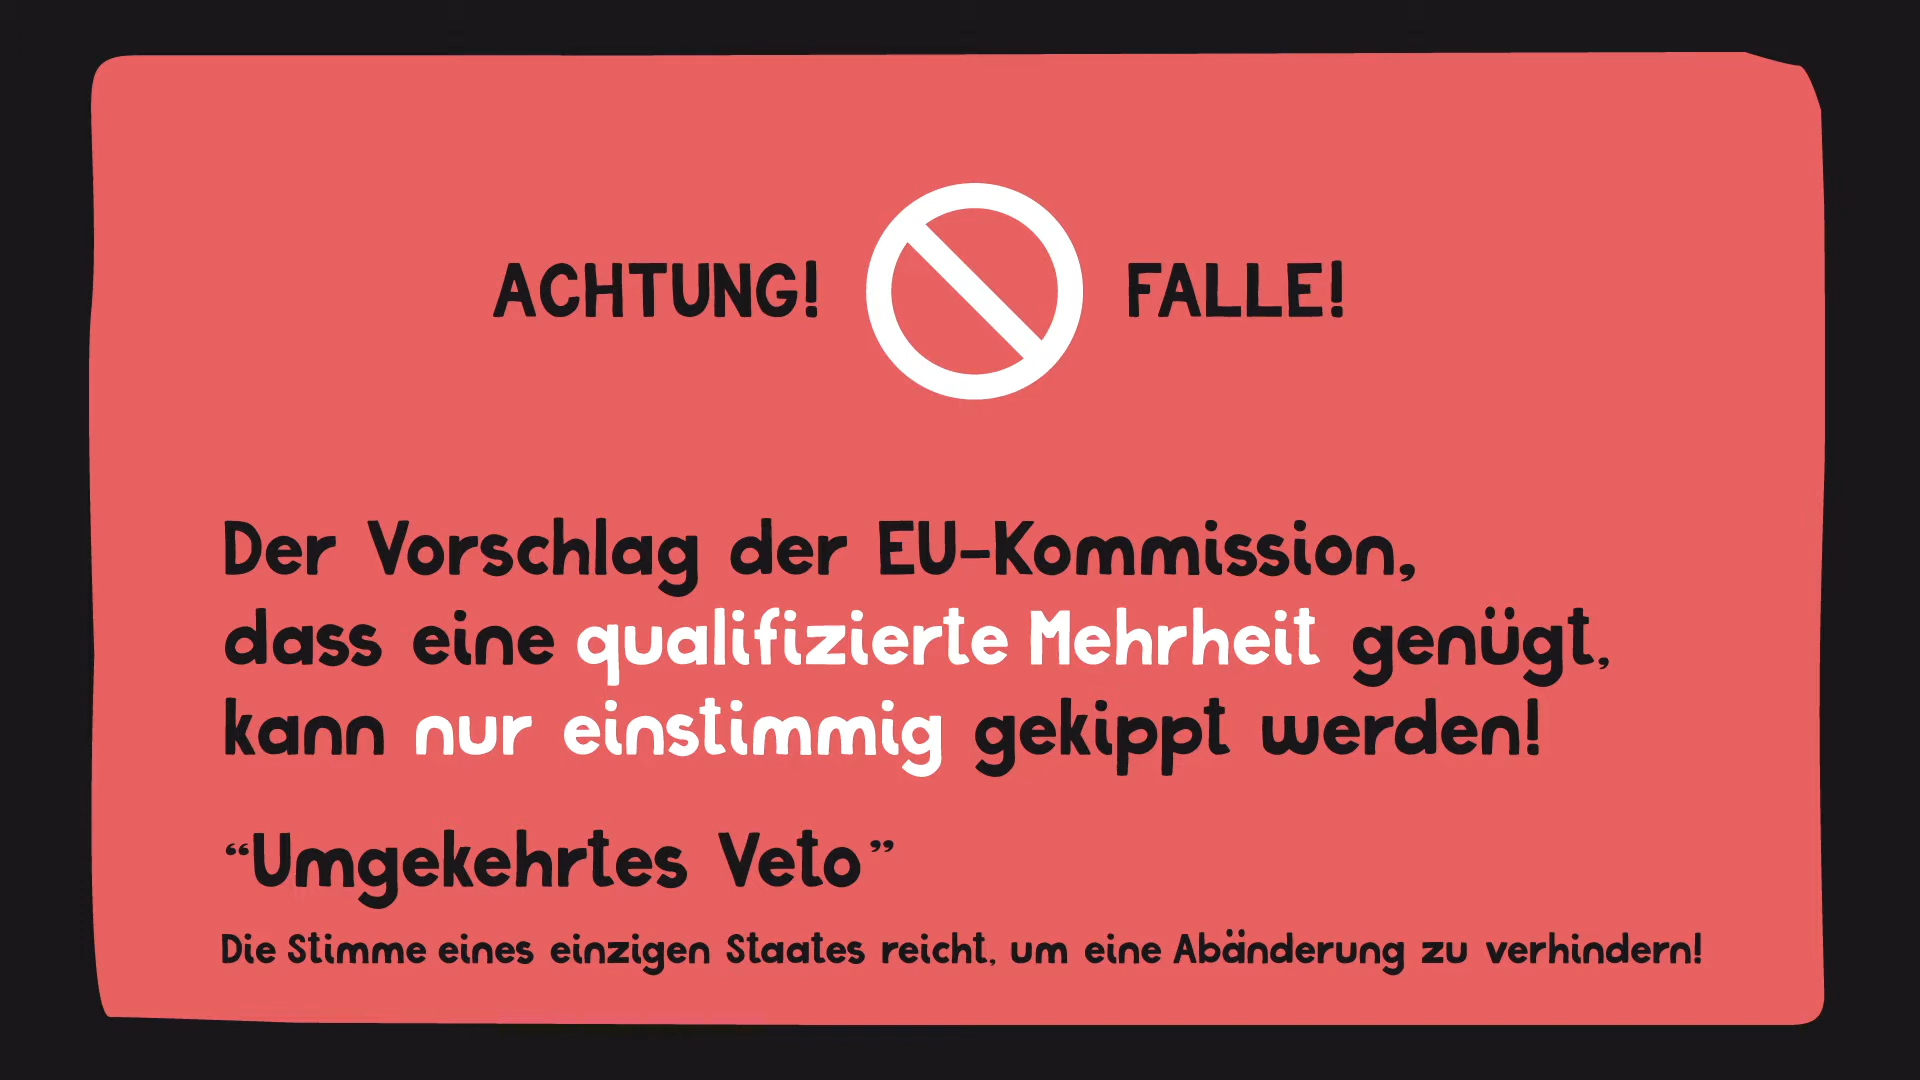 ACHTUNG! FALLE!
Der Vorschlag der EU-Kommission,
dass eine qualifizierte Mehrheit genügt,
kann nur einstimmig gekippt werden!
“Umgekehrtes Veto”
Die Stimme eines einzigen Staates reicht, um eine Abänderung zu verhindern!